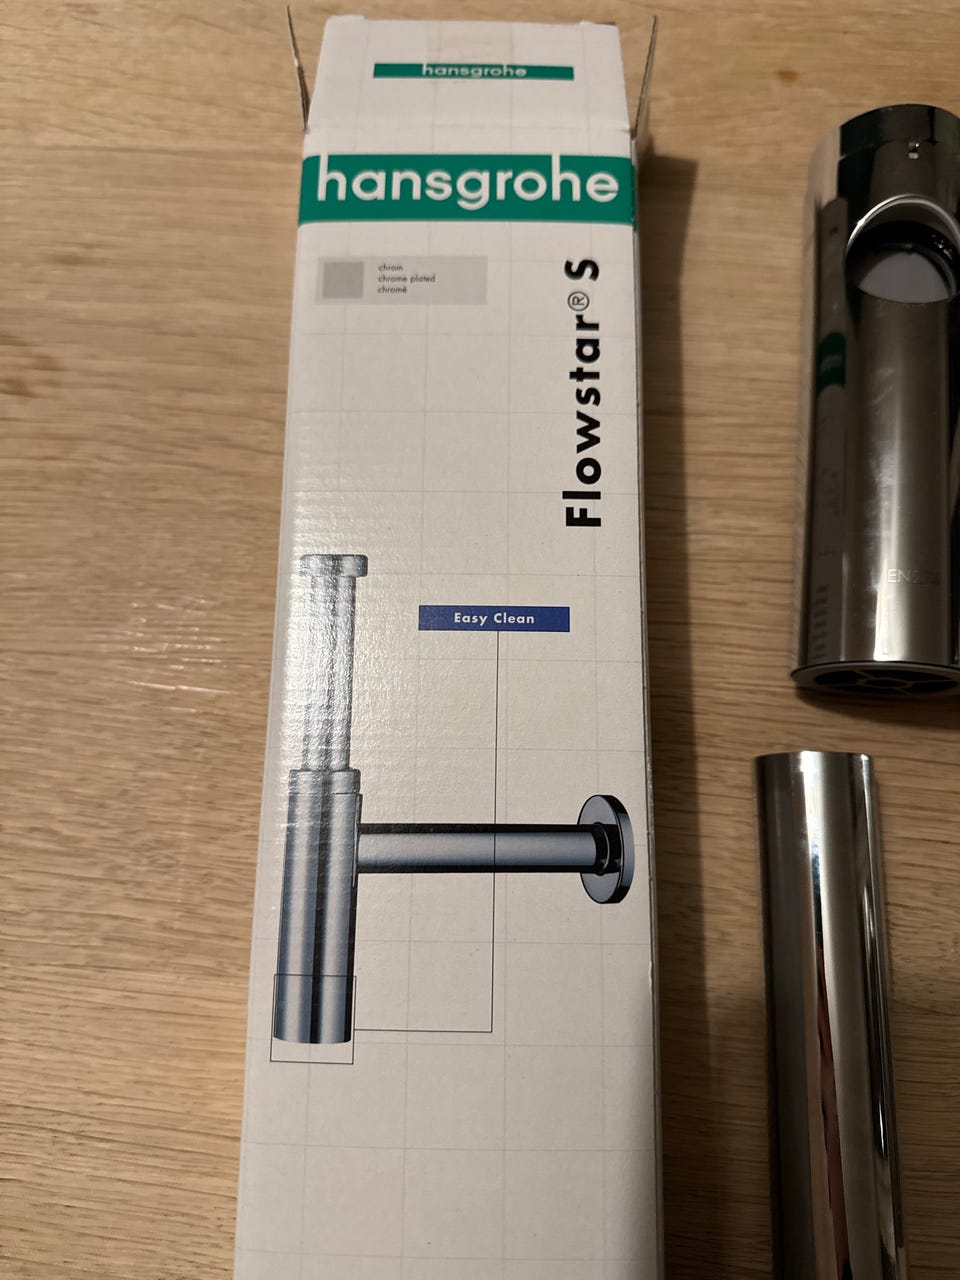 hansgrohe
hansgrohe
chrom
chrome plated
chromé
Flowstar® S
Easy Clean